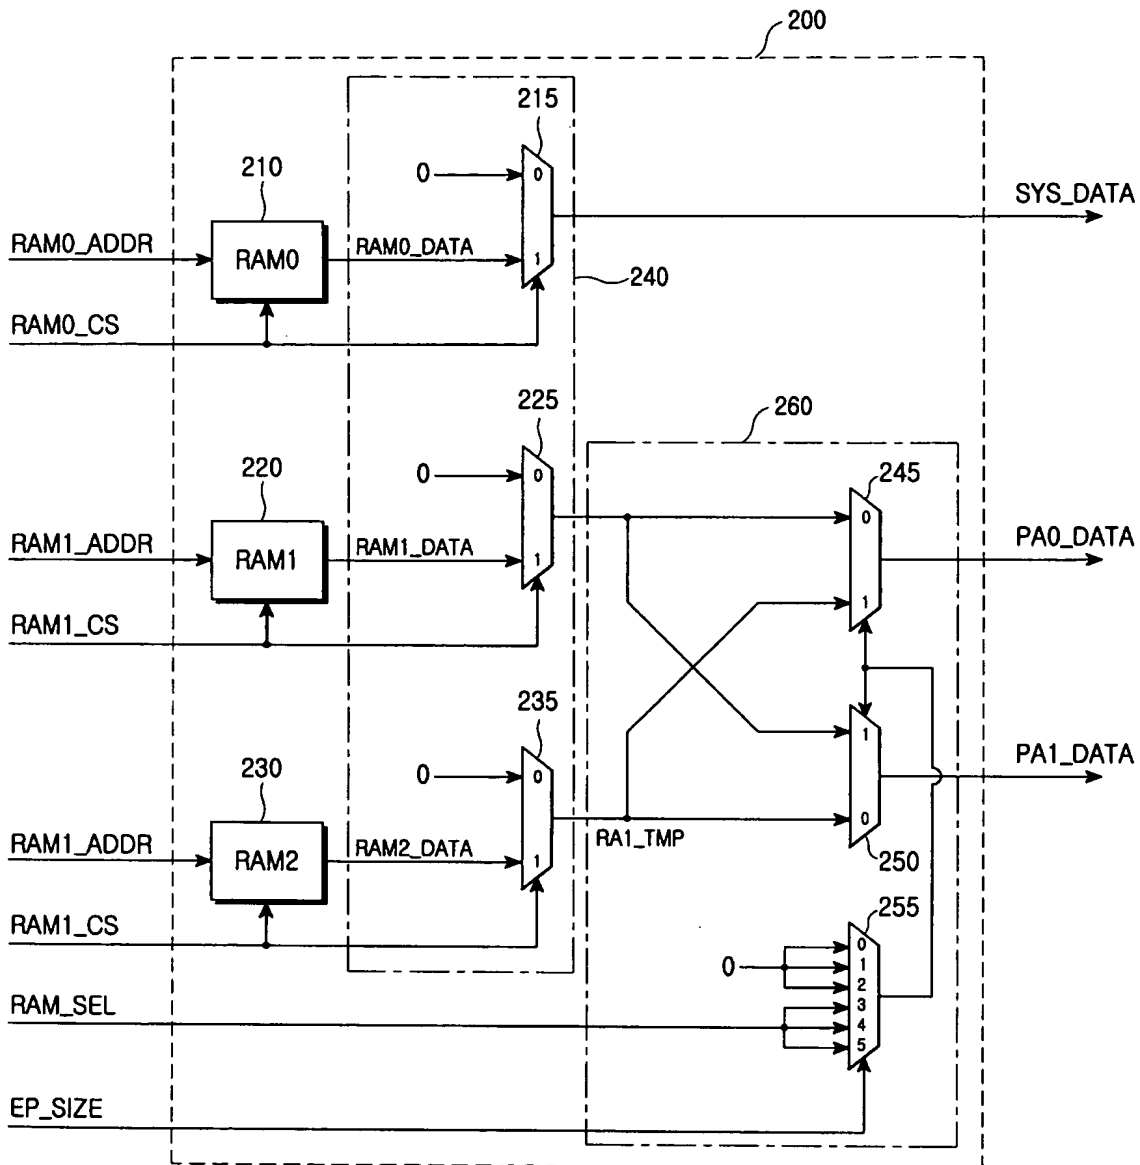 200
215
0
0
210
SYS_DATA
RAM0_ADDR
RAM0
RAM0_DATA
1
240
RAM0_CS
225
260
0
0
245
220
0
RAM1_ADDR
RAM1
RAM1_DATA
1
PA0_DATA
1
RAM1_CS
235
1
PA1_DATA
0
0
230
0
RAM1_ADDR
RAM2
RAM2_DATA
1
RA1_TMP
250
255
RAM1_CS
0
0
1
2
3
4
5
RAM_SEL
EP_SIZE